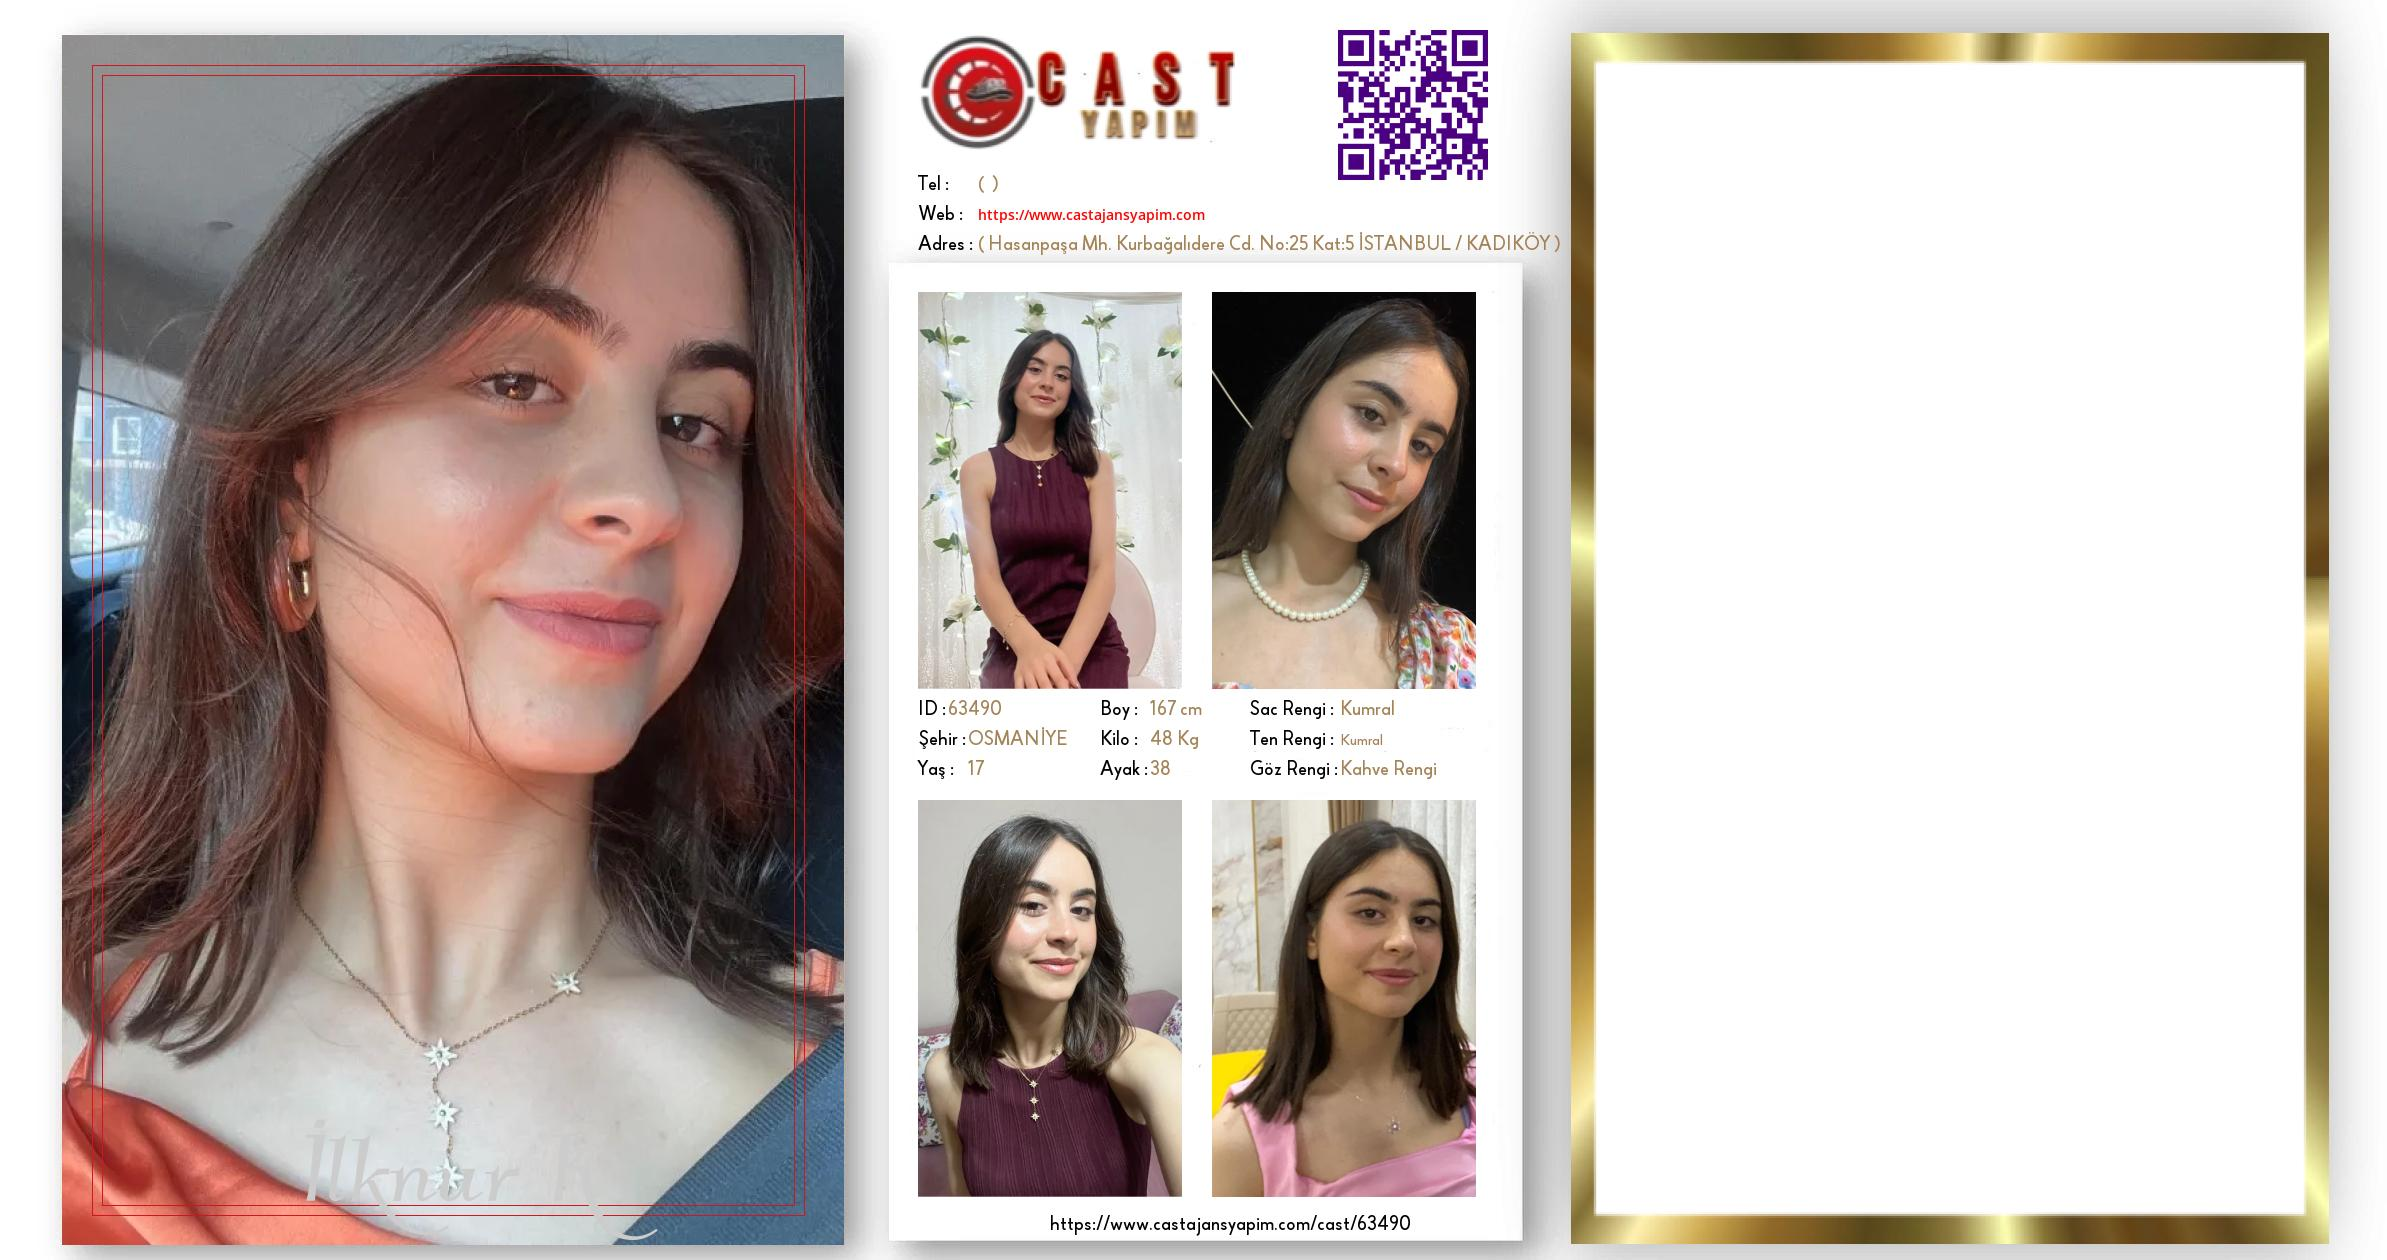 CAST
YAPIM
Tel : ( )
Web : https://www.castajansyapim.com
Adres : ( Hasanpaşa Mh. Kurbağalıdere Cd. No:25 Kat:5 İSTANBUL / KADIKÖY )
ID : 63490 Boy : 167 cm Sac Rengi : Kumral
Şehir : OSMANİYE Kilo : 48 Kg Ten Rengi : Kumral
Yaş : 17 Ayak : 38 Göz Rengi : Kahve Rengi
İlknur K
https://www.castajansyapim.com/cast/63490